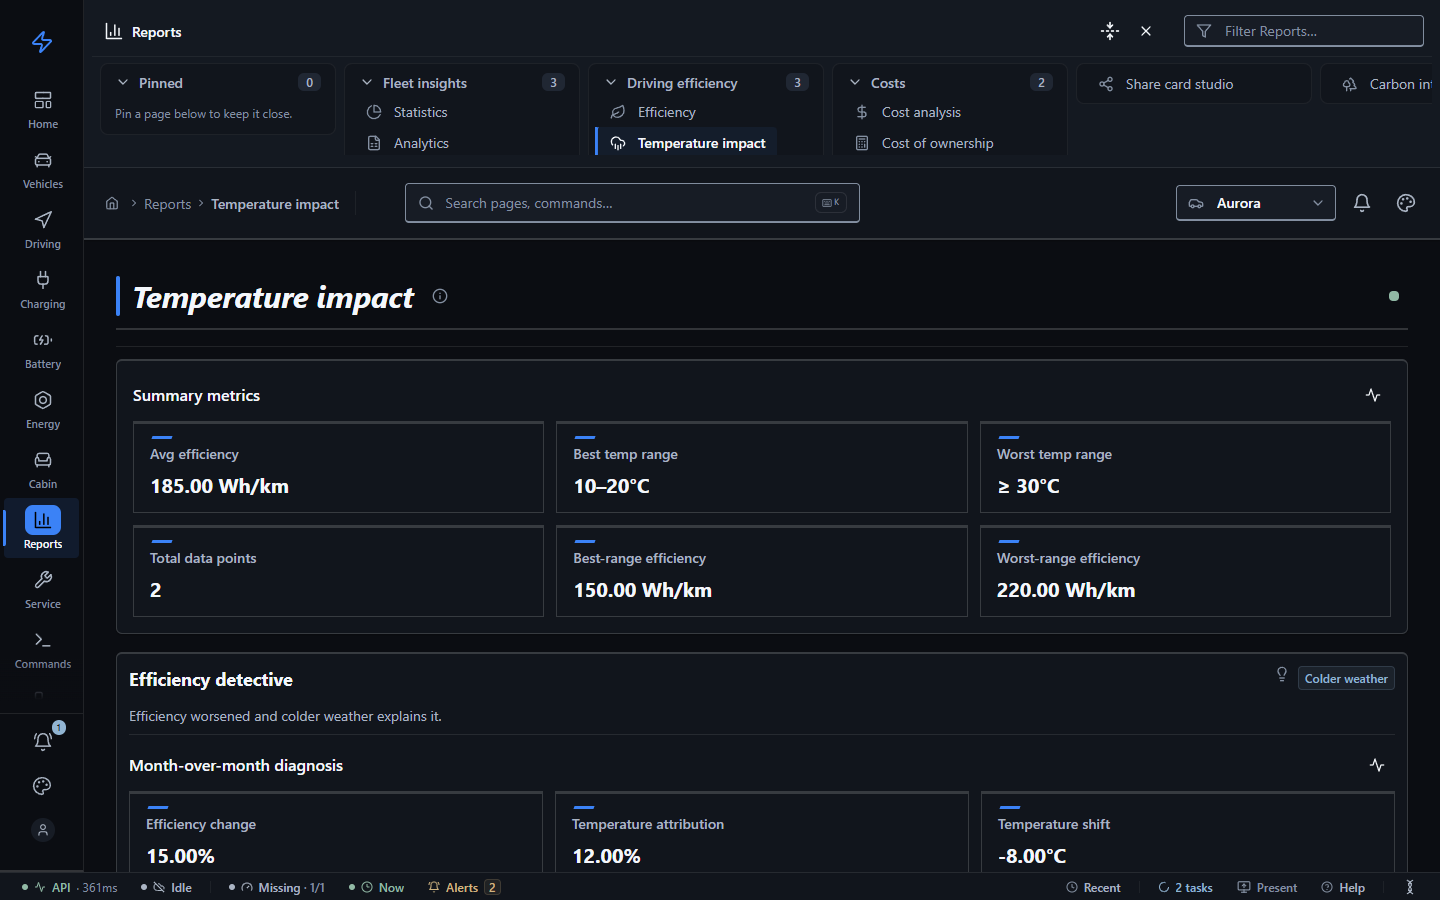 Reports
Filter Reports...
Pinned 0
Pin a page below to keep it close.
Fleet insights 3
Statistics
Analytics
Driving efficiency 3
Efficiency
Temperature impact
Costs 2
Cost analysis
Cost of ownership
Share card studio
Carbon in
Home
Vehicles
Driving
Charging
Battery
Energy
Cabin
Reports
Service
Commands
1
Reports
Temperature impact
Search pages, commands...
K
Aurora
Temperature impact
Summary metrics
Avg efficiency
185.00 Wh/km
Best temp range
10–20°C
Worst temp range
≥ 30°C
Total data points
2
Best-range efficiency
150.00 Wh/km
Worst-range efficiency
220.00 Wh/km
Efficiency detective
Colder weather
Efficiency worsened and colder weather explains it.
Month-over-month diagnosis
Efficiency change
15.00%
Temperature attribution
12.00%
Temperature shift
-8.00°C
API · 361ms
Idle
Missing · 1/1
Now
Alerts 2
Recent
2 tasks
Present
Help